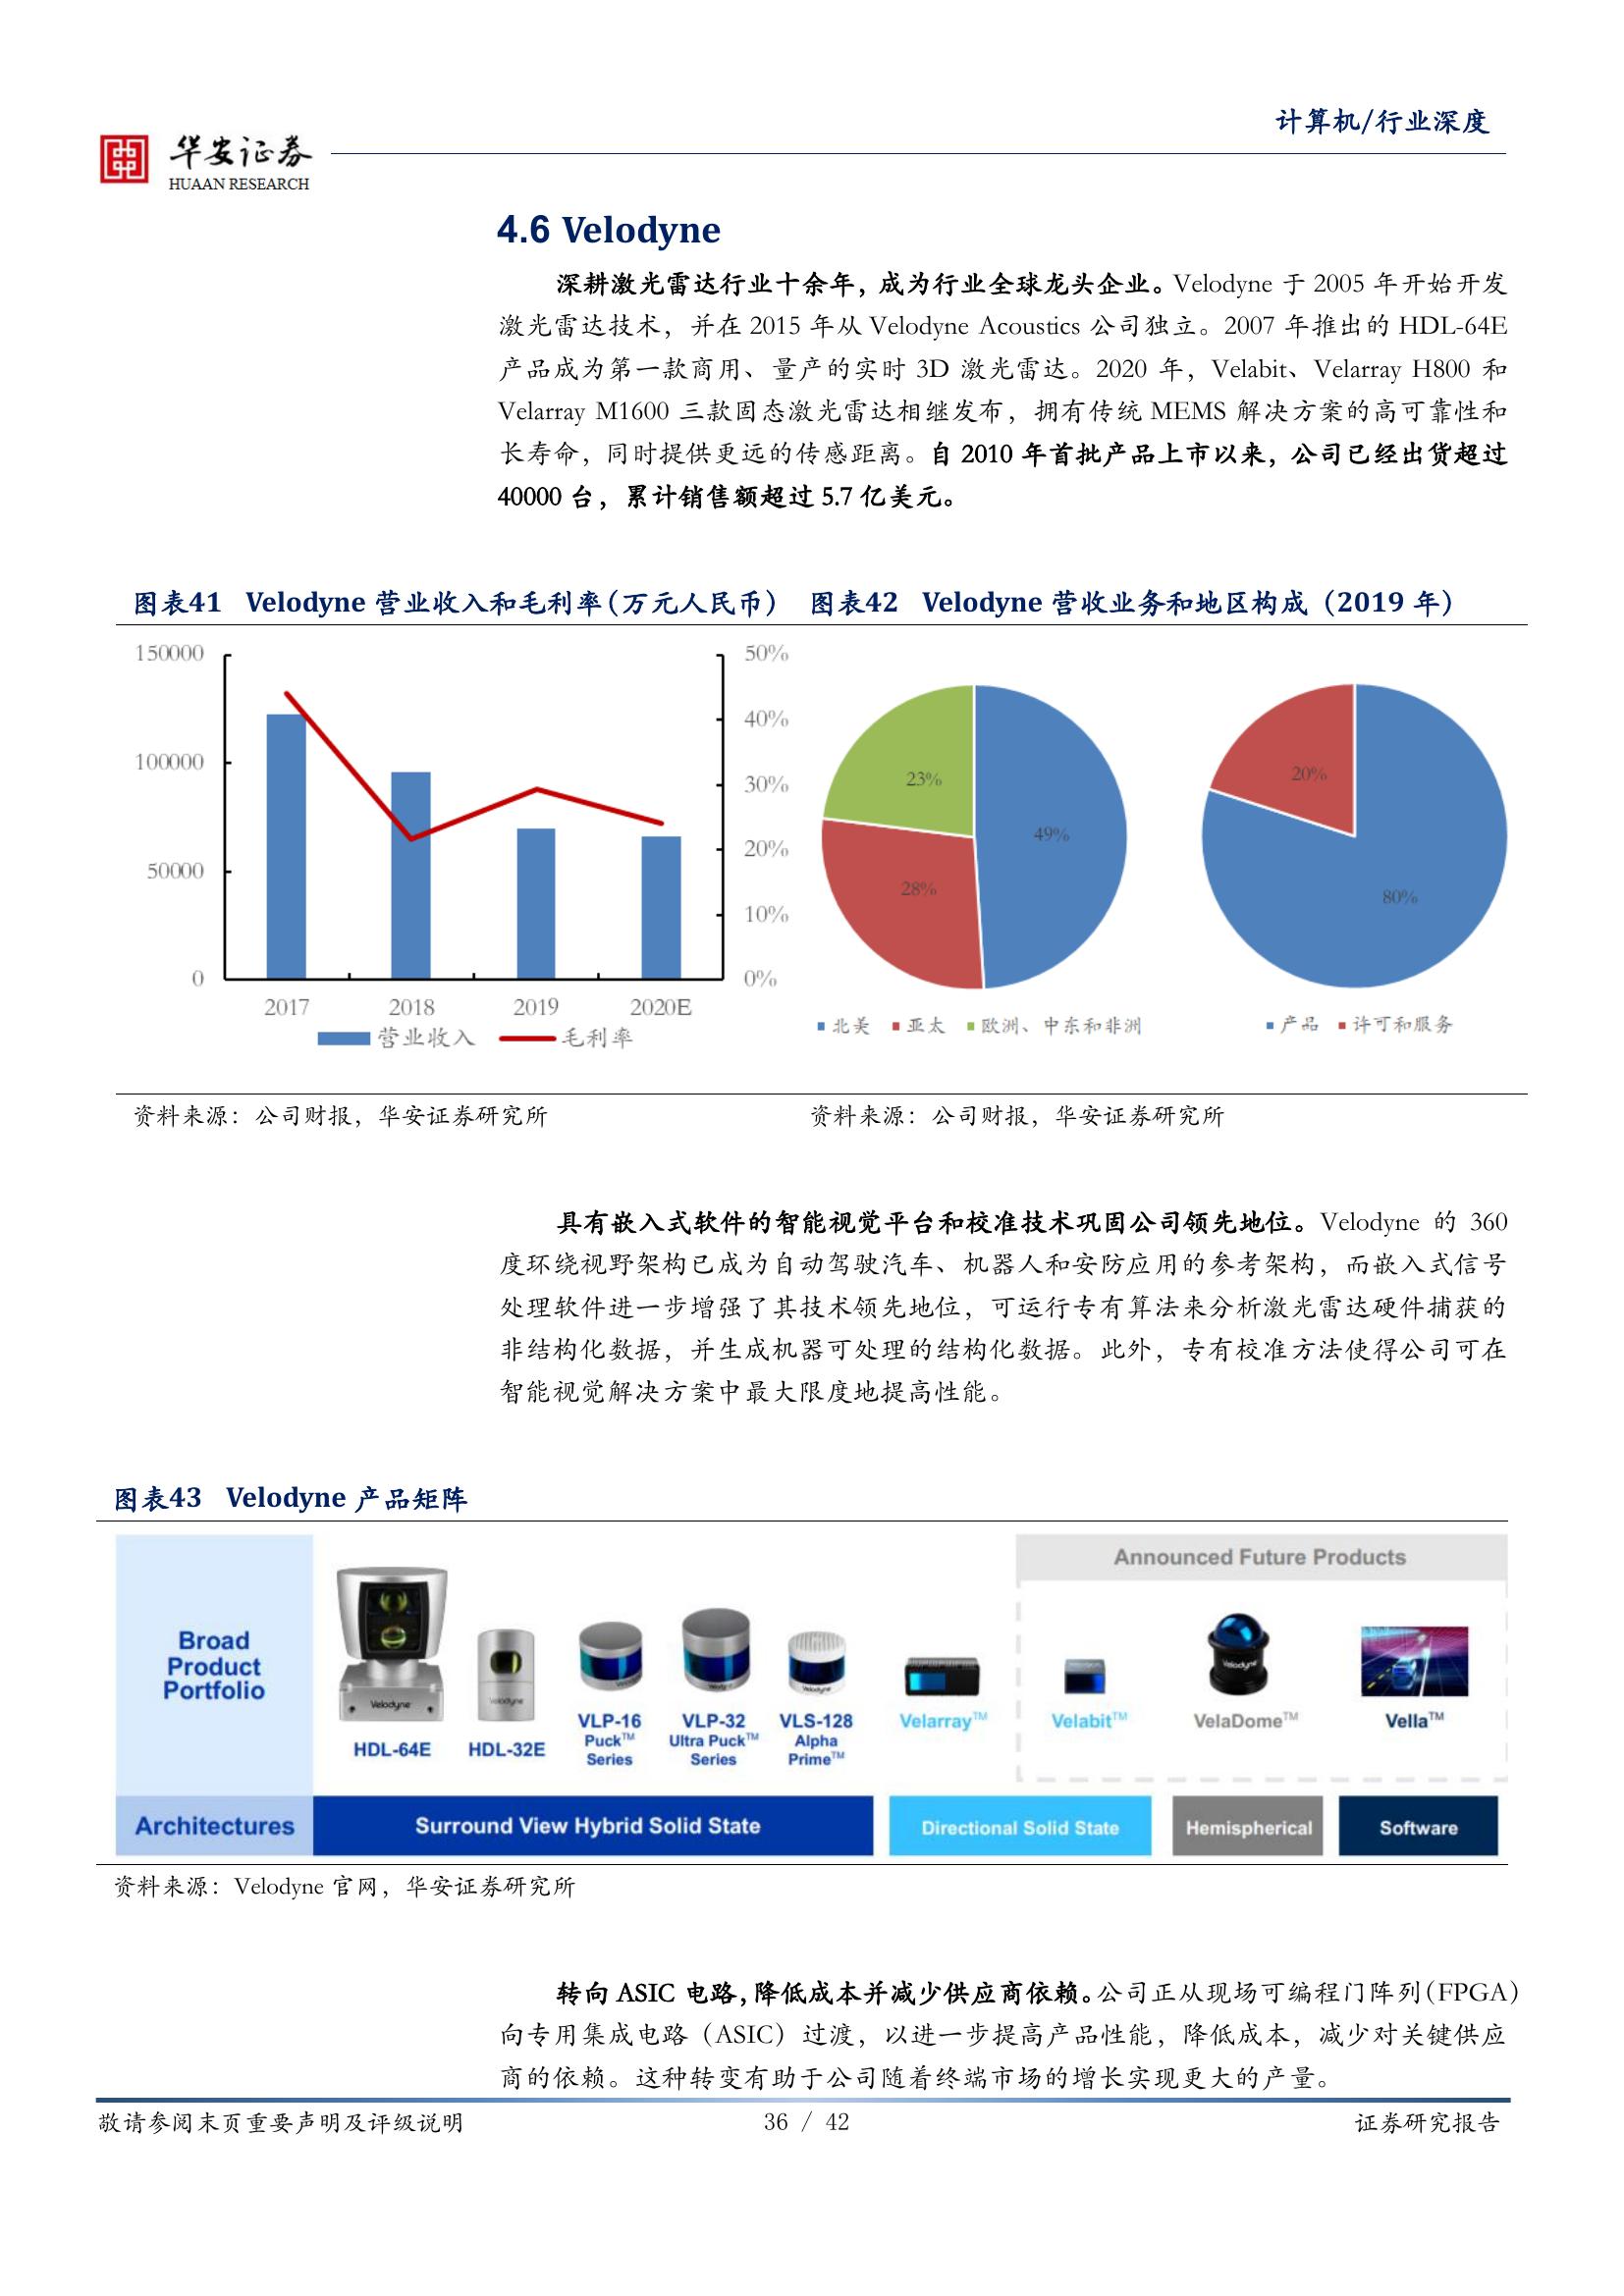 计算机/行业深度
华安证券
HUAAN RESEARCH
4.6 Velodyne
深耕激光雷达行业十余年，成为行业全球龙头企业。Velodyne 于 2005 年开始开发
激光雷达技术，并在 2015 年从 Velodyne Acoustics 公司独立。2007 年推出的 HDL-64E
产品成为第一款商用、量产的实时 3D 激光雷达。2020 年，Velabit、Velarray H800 和
Velarray M1600 三款固态激光雷达相继发布，拥有传统 MEMS 解决方案的高可靠性和
长寿命，同时提供更远的传感距离。自 2010 年首批产品上市以来，公司已经出货超过
40000 台，累计销售额超过 5.7 亿美元。
图表41 Velodyne 营业收入和毛利率（万元人民币）
150000
100000
50000
0
50%
40%
30%
20%
10%
0%
2017 2018 2019 2020E
营业收入 毛利率
资料来源：公司财报，华安证券研究所
图表42 Velodyne 营收业务和地区构成（2019 年）
23%
49%
28%
北美 亚太 欧洲、中东和非洲
20%
80%
产品 许可和服务
资料来源：公司财报，华安证券研究所
具有嵌入式软件的智能视觉平台和校准技术巩固公司领先地位。Velodyne 的 360
度环绕视野架构已成为自动驾驶汽车、机器人和安防应用的参考架构，而嵌入式信号
处理软件进一步增强了其技术领先地位，可运行专有算法来分析激光雷达硬件捕获的
非结构化数据，并生成机器可处理的结构化数据。此外，专有校准方法使得公司可在
智能视觉解决方案中最大限度地提高性能。
图表43 Velodyne 产品矩阵
Announced Future Products
Broad
Product
Portfolio
Velodyne
Velodyne
Velodyne
Velodyne
Velodyne
Velodyne
HDL-64E
HDL-32E
VLP-16
Puck™
Series
VLP-32
Ultra Puck™
Series
VLS-128
Alpha
Prime™
Velarray™
Velabit™
VelaDome™
Vella™
Architectures
Surround View Hybrid Solid State
Directional Solid State
Hemispherical
Software
资料来源：Velodyne 官网，华安证券研究所
转向 ASIC 电路，降低成本并减少供应商依赖。公司正从现场可编程门阵列（FPGA）
向专用集成电路（ASIC）过渡，以进一步提高产品性能，降低成本，减少对关键供应
商的依赖。这种转变有助于公司随着终端市场的增长实现更大的产量。
敬请参阅末页重要声明及评级说明
36 / 42
证券研究报告